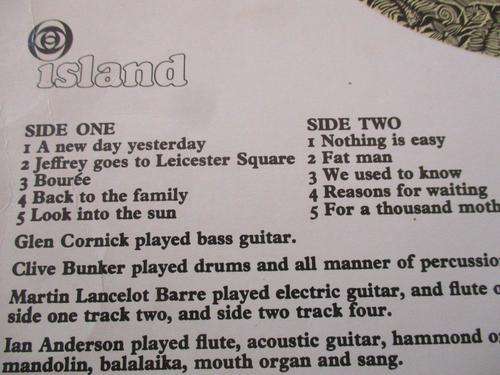 island
SIDE ONE
1 A new day yesterday
2 Jeffrey goes to Leicester Square
3 Bourée
4 Back to the family
5 Look into the sun
SIDE TWO
1 Nothing is easy
2 Fat man
3 We used to know
4 Reasons for waiting
5 For a thousand moth
Glen Cornick played bass guitar.
Clive Bunker played drums and all manner of percussio
Martin Lancelot Barre played electric guitar, and flute o
side one track two, and side two track four.
Ian Anderson played flute, acoustic guitar, hammond o
mandolin, balalaika, mouth organ and sang.